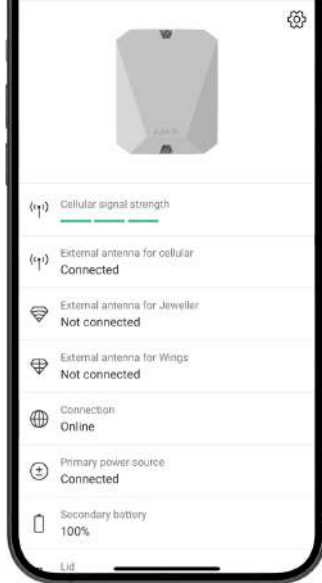 AJAX
Cellular signal strength
External antenna for cellular
Connected
External antenna for Jeweller
Not connected
External antenna for Wings
Not connected
Connection
Online
Primary power source
Connected
Secondary battery
100%
Lid